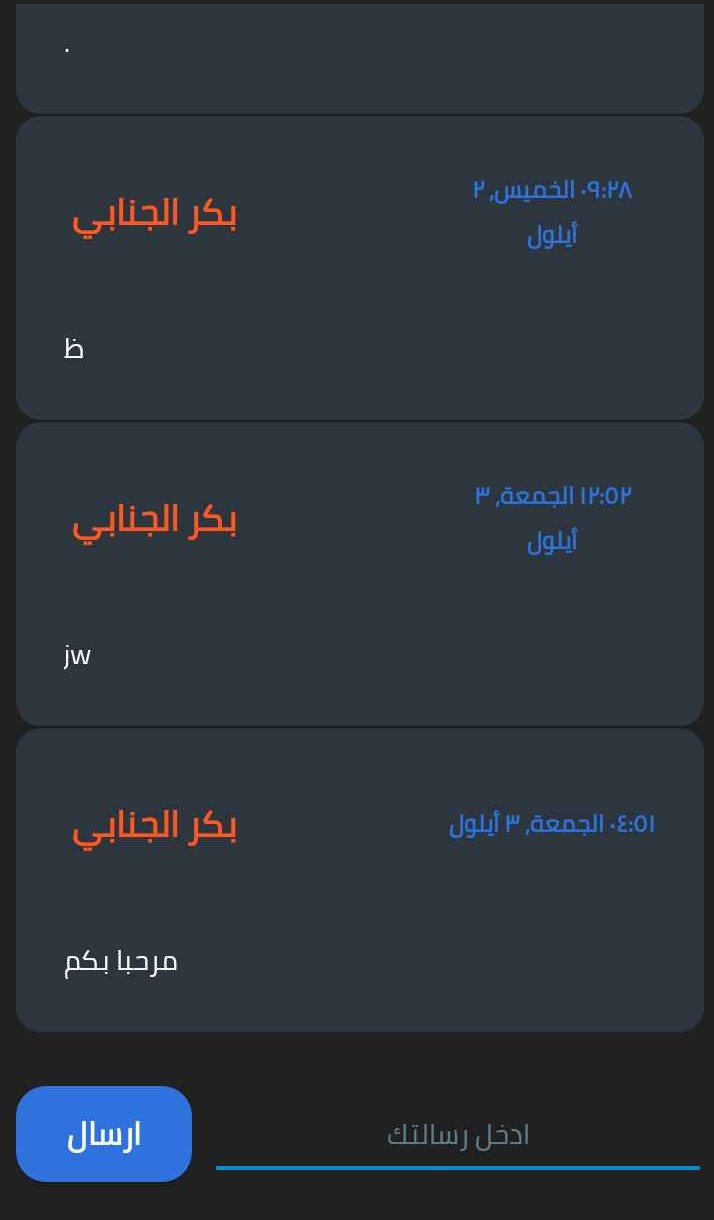 .
٠٩:٢٨ الخميس, ٢
أيلول
بكر الجنابي
ظ
١٢:٥٢ الجمعة, ٣
أيلول
بكر الجنابي
jw
٠٤:٥١ الجمعة, ٣ أيلول
بكر الجنابي
مرحبا بكم
ادخل رسالتك
ارسال